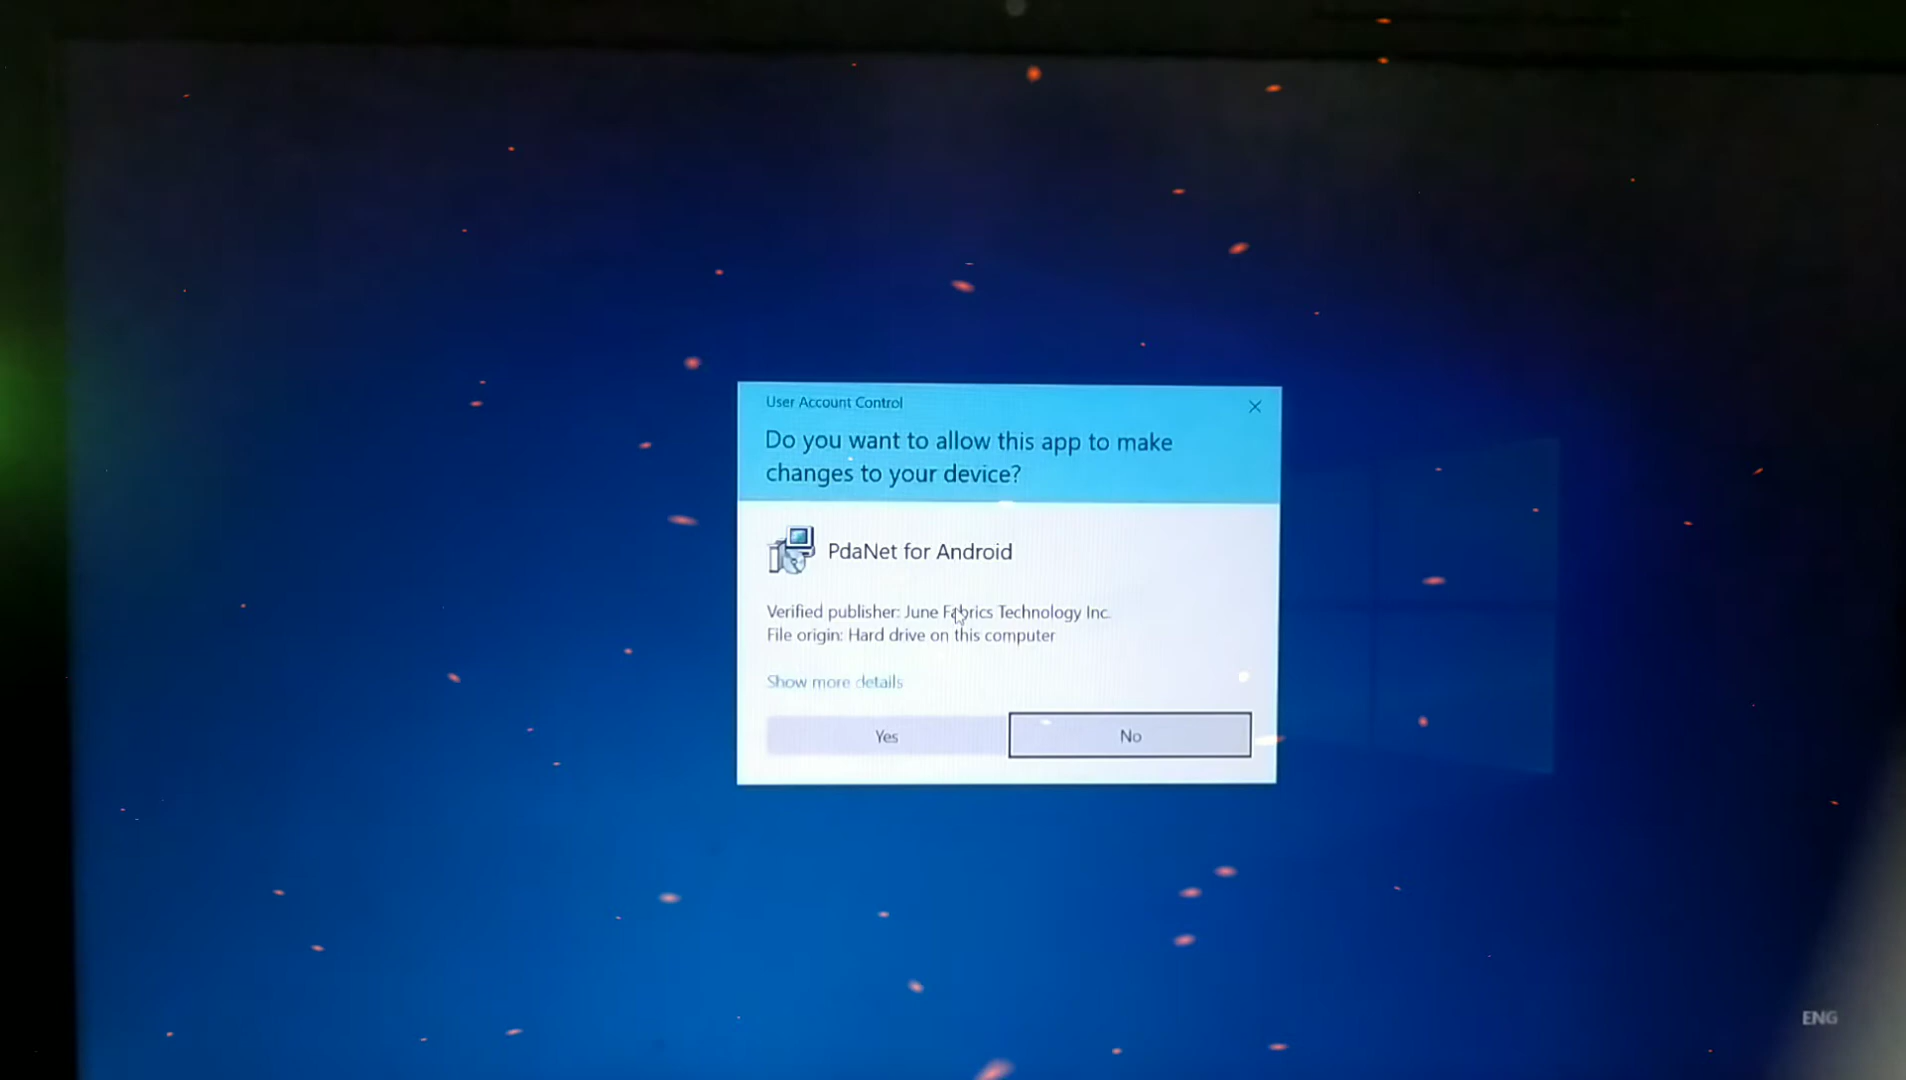 User Account Control
Do you want to allow this app to make
changes to your device?
PdaNet for Android
Verified publisher: June Fabrics Technology Inc.
File origin: Hard drive on this computer
Show more details
Yes
No
ENG